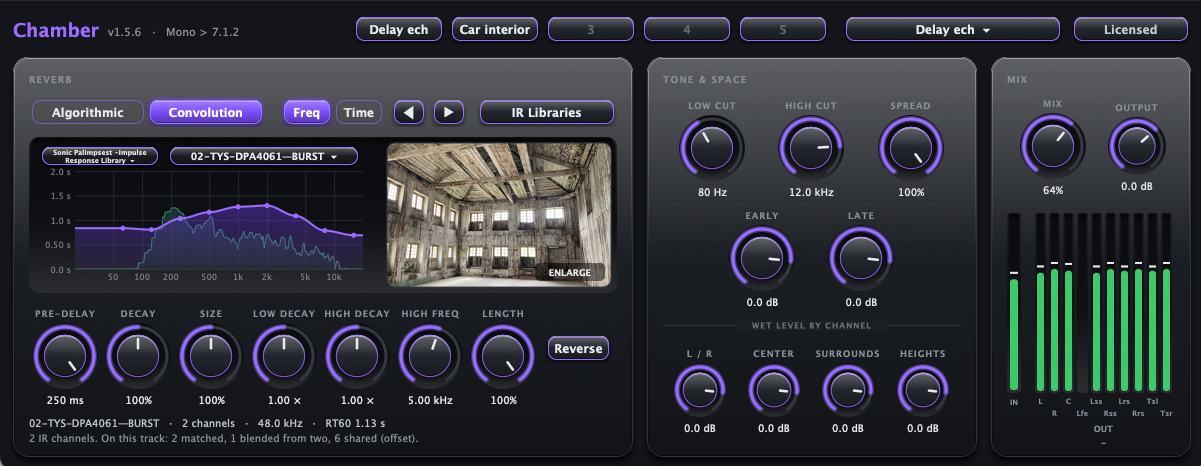 Chamber v1.5.6 · Mono > 7.1.2
Delay ech
Car interior
3
4
5
Delay ech
Licensed
REVERB
Algorithmic
Convolution
Freq
Time
IR Libraries
Sonic Palimpsest -Impulse
Response Library
02-TYS-DPA4061—BURST
2.0 s
1.5 s
1.0 s
0.50 s
0.0 s
50 100 200 500 1k 2k 5k 10k
ENLARGE
PRE-DELAY DECAY SIZE LOW DECAY HIGH DECAY HIGH FREQ LENGTH
Reverse
250 ms 100% 100% 1.00 × 1.00 × 5.00 kHz 100%
02-TYS-DPA4061—BURST · 2 channels · 48.0 kHz · RT60 1.13 s
2 IR channels. On this track: 2 matched, 1 blended from two, 6 shared (offset).
TONE & SPACE
LOW CUT HIGH CUT SPREAD
80 Hz 12.0 kHz 100%
EARLY LATE
0.0 dB 0.0 dB
WET LEVEL BY CHANNEL
L / R CENTER SURROUNDS HEIGHTS
0.0 dB 0.0 dB 0.0 dB 0.0 dB
MIX
MIX OUTPUT
64% 0.0 dB
IN L C Lss Lrs Tsl
R Lfe Rss Rrs Tsr
OUT
–